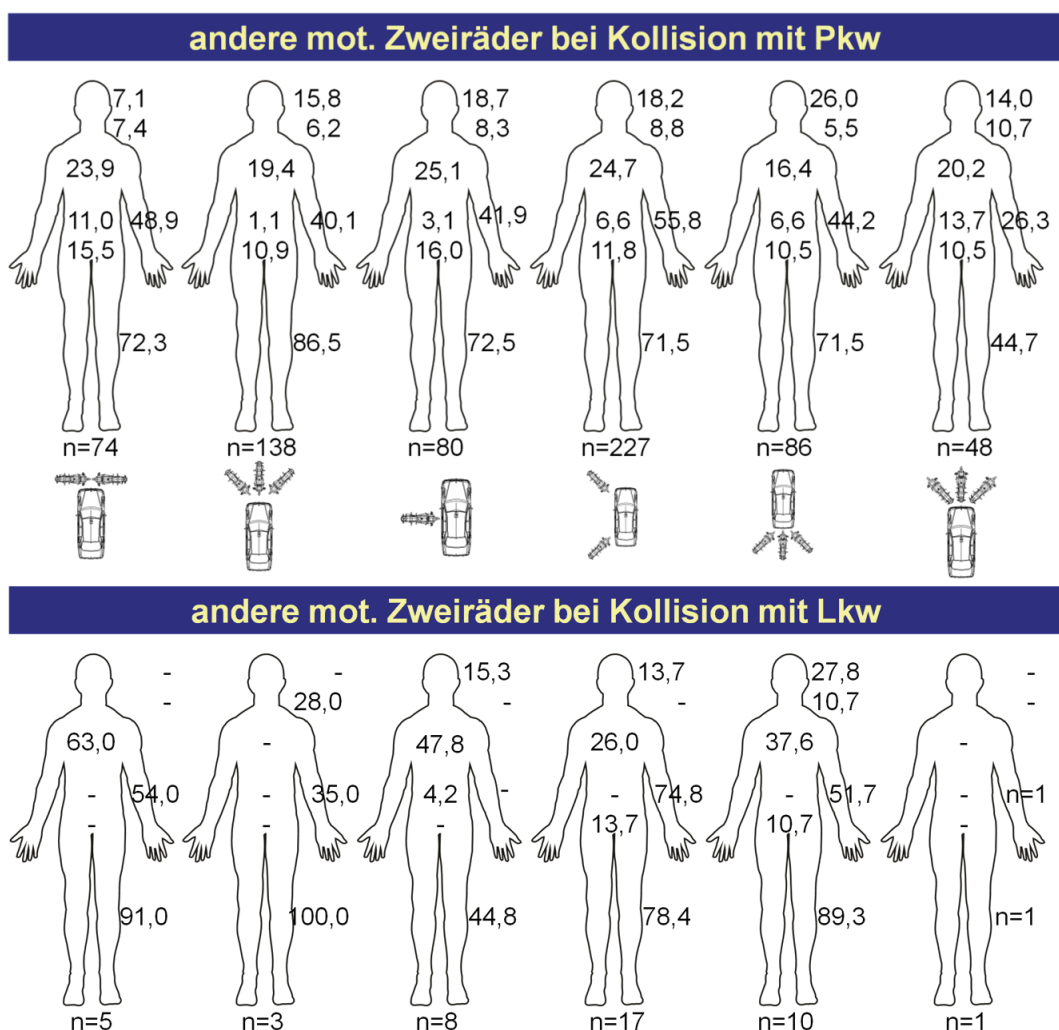 andere mot. Zweiräder bei Kollision mit Pkw
7,1 15,8 18,7 18,2 26,0 14,0
7,4 6,2 8,3 8,8 5,5 10,7
23,9 19,4 25,1 24,7 16,4 20,2
11,0 48,9 1,1 40,1 3,1 41,9 6,6 55,8 6,6 44,2 13,7 26,3
15,5 10,9 16,0 11,8 10,5 10,5
72,3 86,5 72,5 71,5 71,5 44,7
n=74 n=138 n=80 n=227 n=86 n=48
andere mot. Zweiräder bei Kollision mit Lkw
- - 15,3 13,7 27,8 -
- 28,0 - - 10,7 -
63,0 - 47,8 26,0 37,6 -
- 54,0 - 35,0 4,2 - - 74,8 - 51,7 - n=1
- - - 13,7 10,7 -
91,0 100,0 44,8 78,4 89,3 n=1
n=5 n=3 n=8 n=17 n=10 n=1